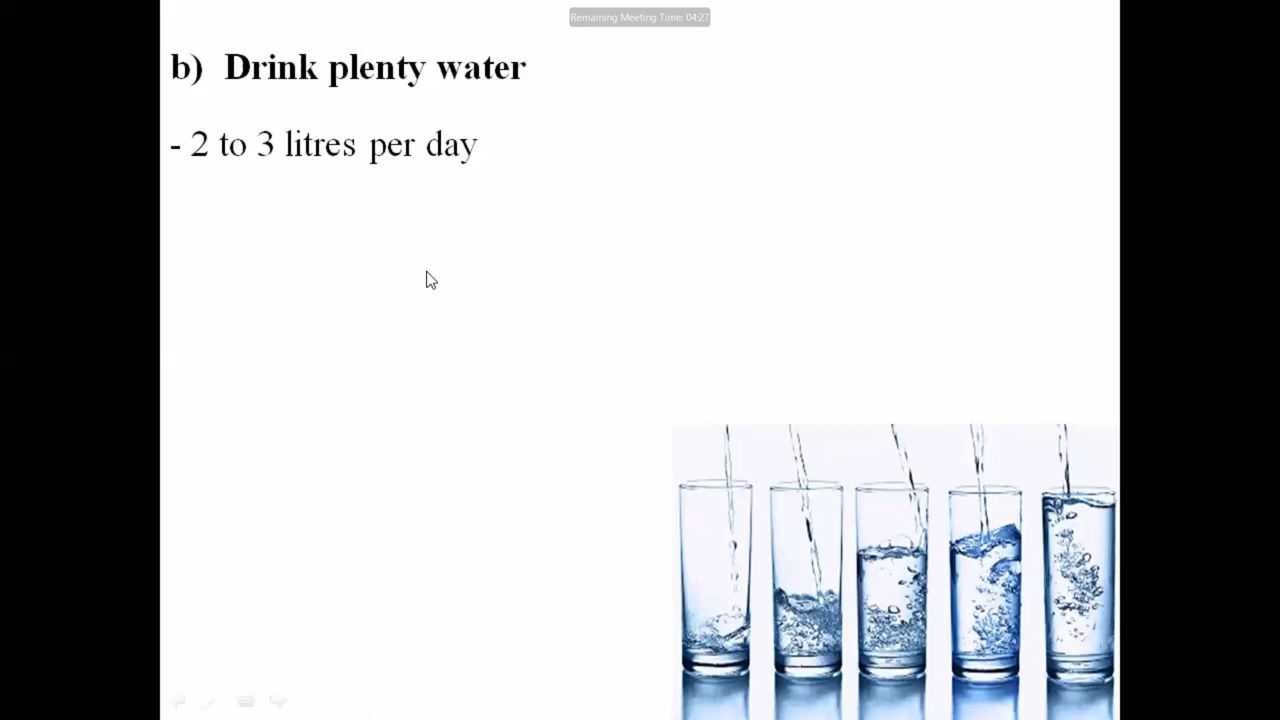 Remaining Meeting Time: 04:27
b) Drink plenty water
- 2 to 3 litres per day